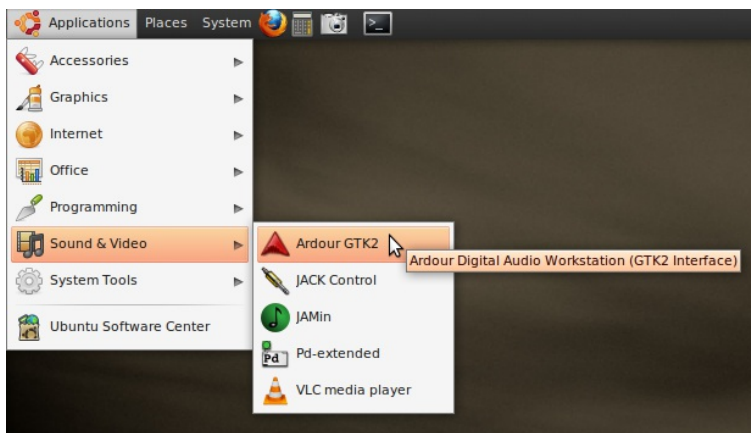 Applications Places System
Accessories
Graphics
Internet
Office
Programming
Sound & Video
System Tools
Ubuntu Software Center
Ardour GTK2
Ardour Digital Audio Workstation (GTK2 Interface)
JACK Control
JAMin
Pd
Pd-extended
VLC media player